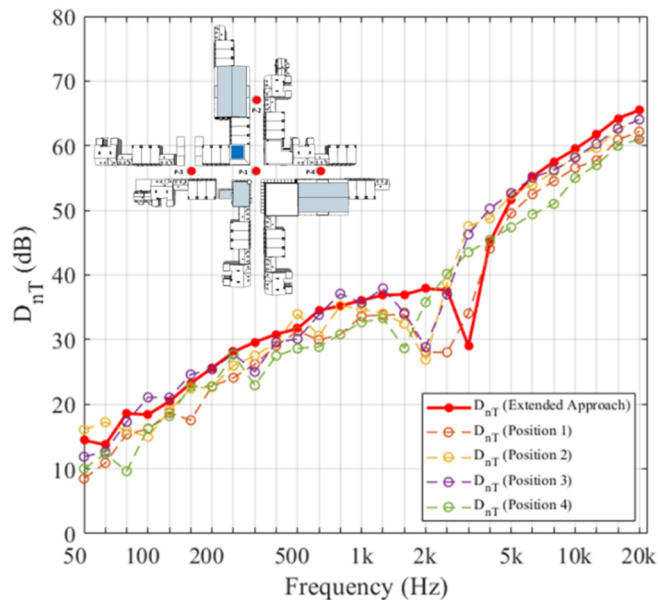 80
70
60
50
40
30
20
10
0
DnT (dB)
P-2
P-3
P-1
P-4
DnT (Extended Approach)
DnT (Position 1)
DnT (Position 2)
DnT (Position 3)
DnT (Position 4)
50 100 200 500 1k 2k 5k 10k 20k
Frequency (Hz)